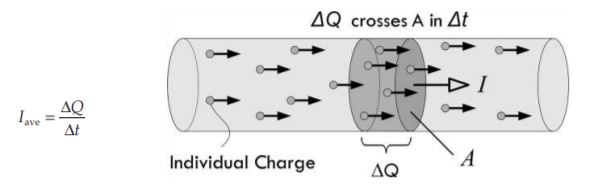 ΔQ crosses A in Δt
I
I_ave = ΔQ/Δt
Individual Charge
ΔQ
A